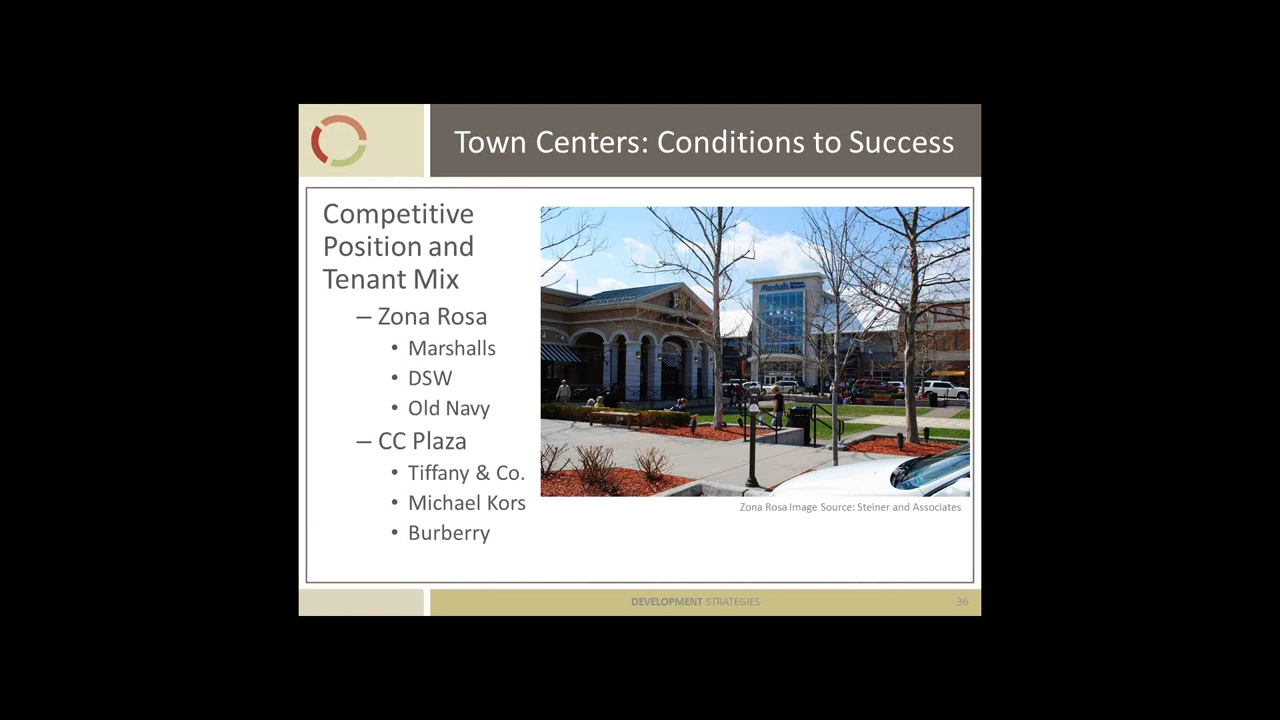 Town Centers: Conditions to Success
Competitive
Position and
Tenant Mix
– Zona Rosa
• Marshalls
• DSW
• Old Navy
– CC Plaza
• Tiffany & Co.
• Michael Kors
• Burberry
Marshalls
Zona Rosa Image Source: Steiner and Associates
DEVELOPMENT STRATEGIES
36